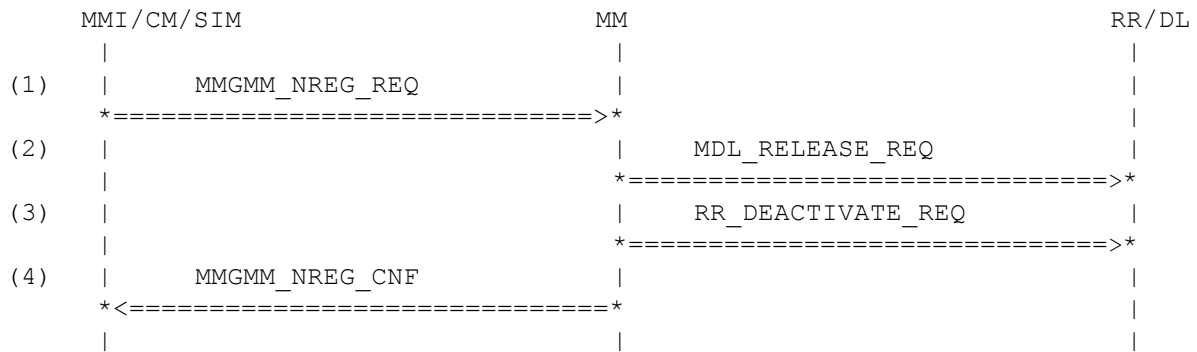 MMI/CM/SIM MM RR/DL
| | |
(1) | MMGMM_NREG_REQ | |
*==============================>* |
(2) | | MDL_RELEASE_REQ |
| *==============================>*
(3) | | RR_DEACTIVATE_REQ |
| *==============================>*
(4) | MMGMM_NREG_CNF | |
*<==============================* |
| | |